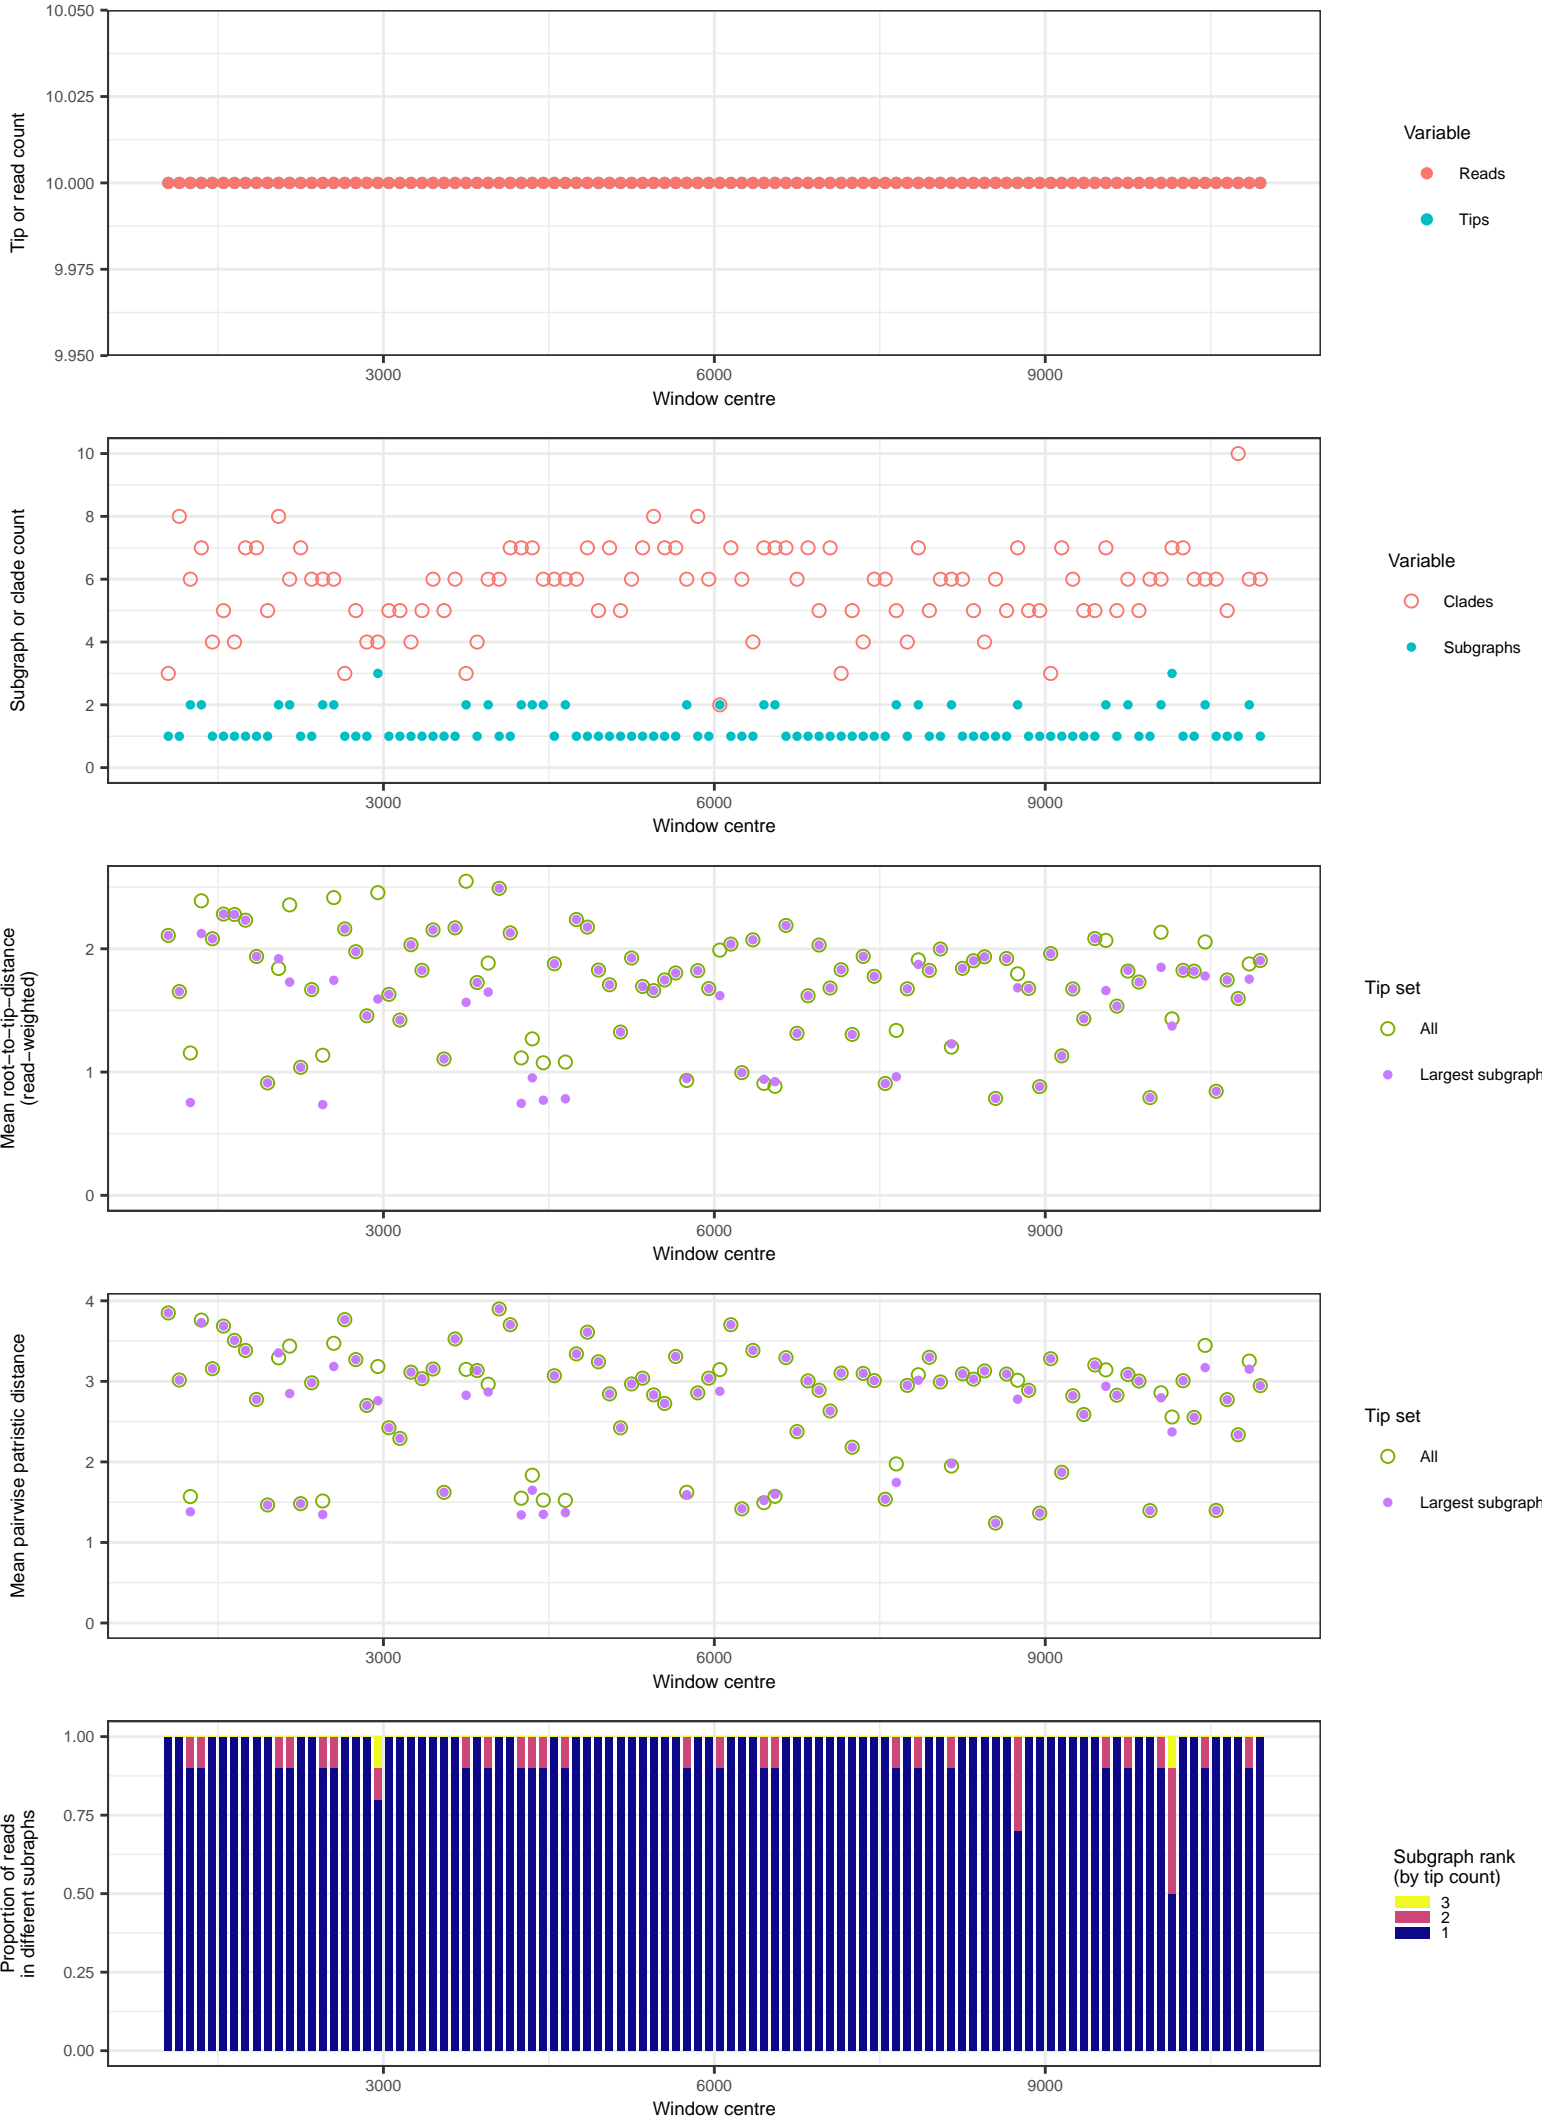 10.050
10.025
10.000
9.975
9.950
Tip or read count
3000 6000 9000
Window centre
Variable
Reads
Tips
10
8
6
4
2
0
Subgraph or clade count
3000 6000 9000
Window centre
Variable
Clades
Subgraphs
2
1
0
Mean root−to−tip−distance
(read−weighted)
3000 6000 9000
Window centre
Tip set
All
Largest subgraph
4
3
2
1
0
Mean pairwise patristic distance
3000 6000 9000
Window centre
Tip set
All
Largest subgraph
1.00
0.75
0.50
0.25
0.00
Proportion of reads
in different subraphs
3000 6000 9000
Window centre
Subgraph rank
(by tip count)
3
2
1